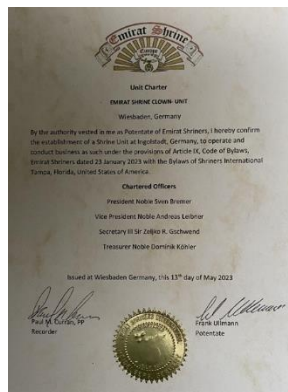 Emirat Shrine
Europe
Unit Charter
EMIRAT SHRINE CLOWN- UNIT
Wiesbaden, Germany
By the authority vested in me as Potentate of Emirat Shriners, I hereby confirm
the establishment of a Shrine Unit at Ingolstadt, Germany, to operate and
conduct business as such under the provisions of Article IX, Code of Bylaws,
Emirat Shriners dated 23 January 2023 with the Bylaws of Shriners International
Tampa, Florida, United States of America.
Chartered Officers
President Noble Sven Bremer
Vice President Noble Andreas Leibner
Secretary Ill Sir Zeljko R. Gschwend
Treasurer Noble Dominik Köhler
Issued at Wiesbaden Germany, this 13th day of May 2023
Paul M. Curran, PP
Recorder
Frank Ullmann
Potentate